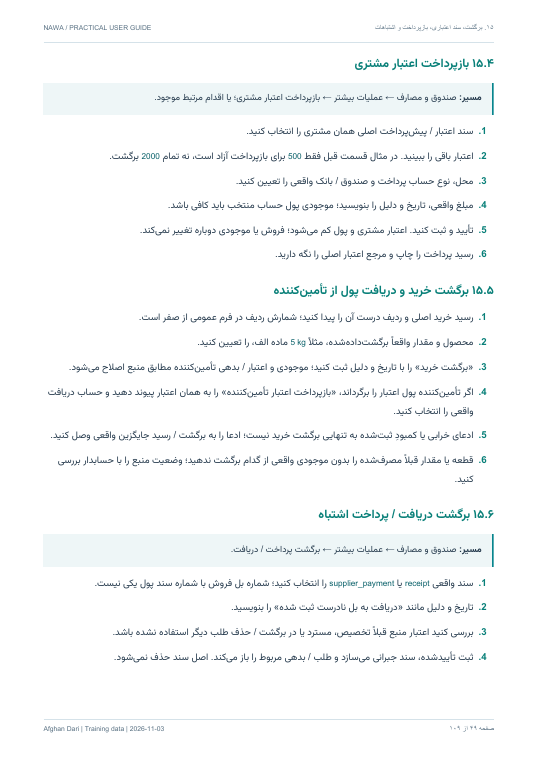 NAWA / PRACTICAL USER GUIDE
۱۵. برگشت، سند اعتباری، بازپرداخت و اشتباهات
۱۵.۴ بازپرداخت اعتبار مشتری
مسیر: صندوق و مصارف ← عملیات بیشتر ← بازپرداخت اعتبار مشتری؛ یا اقدام مرتبط موجود.
1. سند اعتبار / پیش‌پرداخت اصلی همان مشتری را انتخاب کنید.
2. اعتبار باقی را ببینید. در مثال قسمت قبل فقط 500 برای بازپرداخت آزاد است، نه تمام 2000 برگشت.
3. محل، نوع حساب پرداخت و صندوق / بانک واقعی را تعیین کنید.
4. مبلغ واقعی، تاریخ و دلیل را بنویسید؛ موجودی پول حساب منتخب باید کافی باشد.
5. تأیید و ثبت کنید. اعتبار مشتری و پول کم می‌شود؛ فروش یا موجودی دوباره تغییر نمی‌کند.
6. رسید پرداخت را چاپ و مرجع اعتبار اصلی را نگه دارید.
۱۵.۵ برگشت خرید و دریافت پول از تأمین‌کننده
1. رسید خرید اصلی و ردیف درست آن را پیدا کنید؛ شمارش ردیف در فرم عمومی از صفر است.
2. محصول و مقدار واقعاً برگشت‌داده‌شده، مثلاً 5 kg ماده الف، را تعیین کنید.
3. «برگشت خرید» را با تاریخ و دلیل ثبت کنید؛ موجودی و اعتبار / بدهی تأمین‌کننده مطابق منبع اصلاح می‌شود.
4. اگر تأمین‌کننده پول اعتبار را برگرداند، «بازپرداخت اعتبار تأمین‌کننده» را به همان اعتبار پیوند دهید و حساب دریافت
واقعی را انتخاب کنید.
5. ادعای خرابی یا کمبودِ ثبت‌شده به تنهایی برگشت خرید نیست؛ ادعا را به برگشت / رسید جایگزین واقعی وصل کنید.
6. قطعه یا مقدار قبلاً مصرف‌شده را بدون موجودی واقعی از گدام برگشت ندهید؛ وضعیت منبع را با حسابدار بررسی
کنید.
۱۵.۶ برگشت دریافت / پرداخت اشتباه
مسیر: صندوق و مصارف ← عملیات بیشتر ← برگشت پرداخت / دریافت.
1. سند واقعی receipt یا supplier_payment را انتخاب کنید؛ شماره بل فروش با شماره سند پول یکی نیست.
2. تاریخ و دلیل مانند «دریافت به بل نادرست ثبت شده» را بنویسید.
3. بررسی کنید اعتبار منبع قبلاً تخصیص، مسترد یا در برگشت / حذف طلب دیگر استفاده نشده باشد.
4. ثبت تأییدشده، سند جبرانی می‌سازد و طلب / بدهی مربوط را باز می‌کند. اصل سند حذف نمی‌شود.
Afghan Dari | Training data | 2026-11-03
صفحه ۴۹ از ۱۰۹